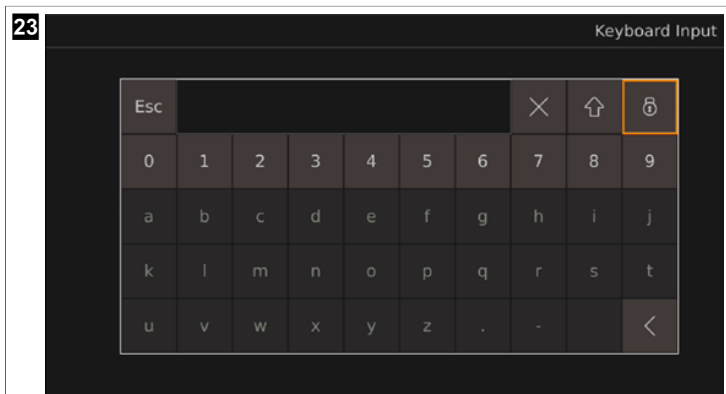 23
Keyboard Input
Esc
0 1 2 3 4 5 6 7 8 9
a b c d e f g h i j
k l m n o p q r s t
u v w x y z . -